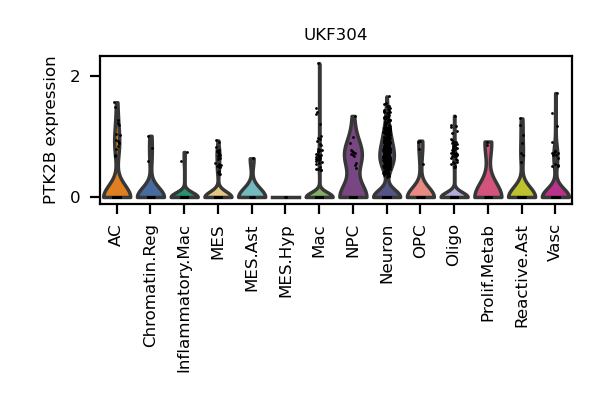 UKF304
PTK2B expression
2
0
AC
Chromatin.Reg
Inflammatory.Mac
MES
MES.Ast
MES.Hyp
Mac
NPC
Neuron
OPC
Oligo
Prolif.Metab
Reactive.Ast
Vasc